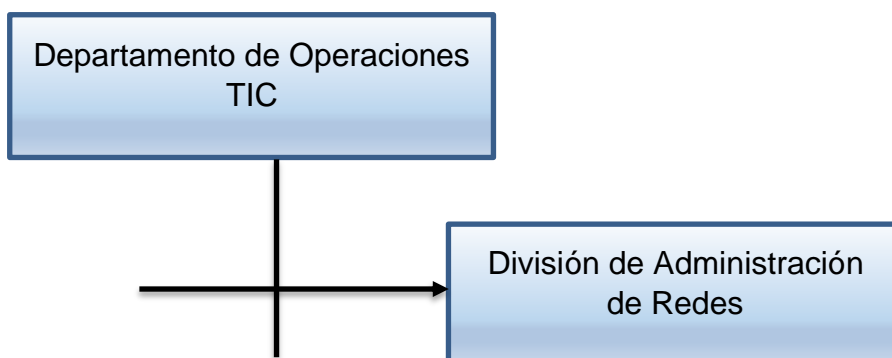 Departamento de Operaciones
TIC
División de Administración
de Redes